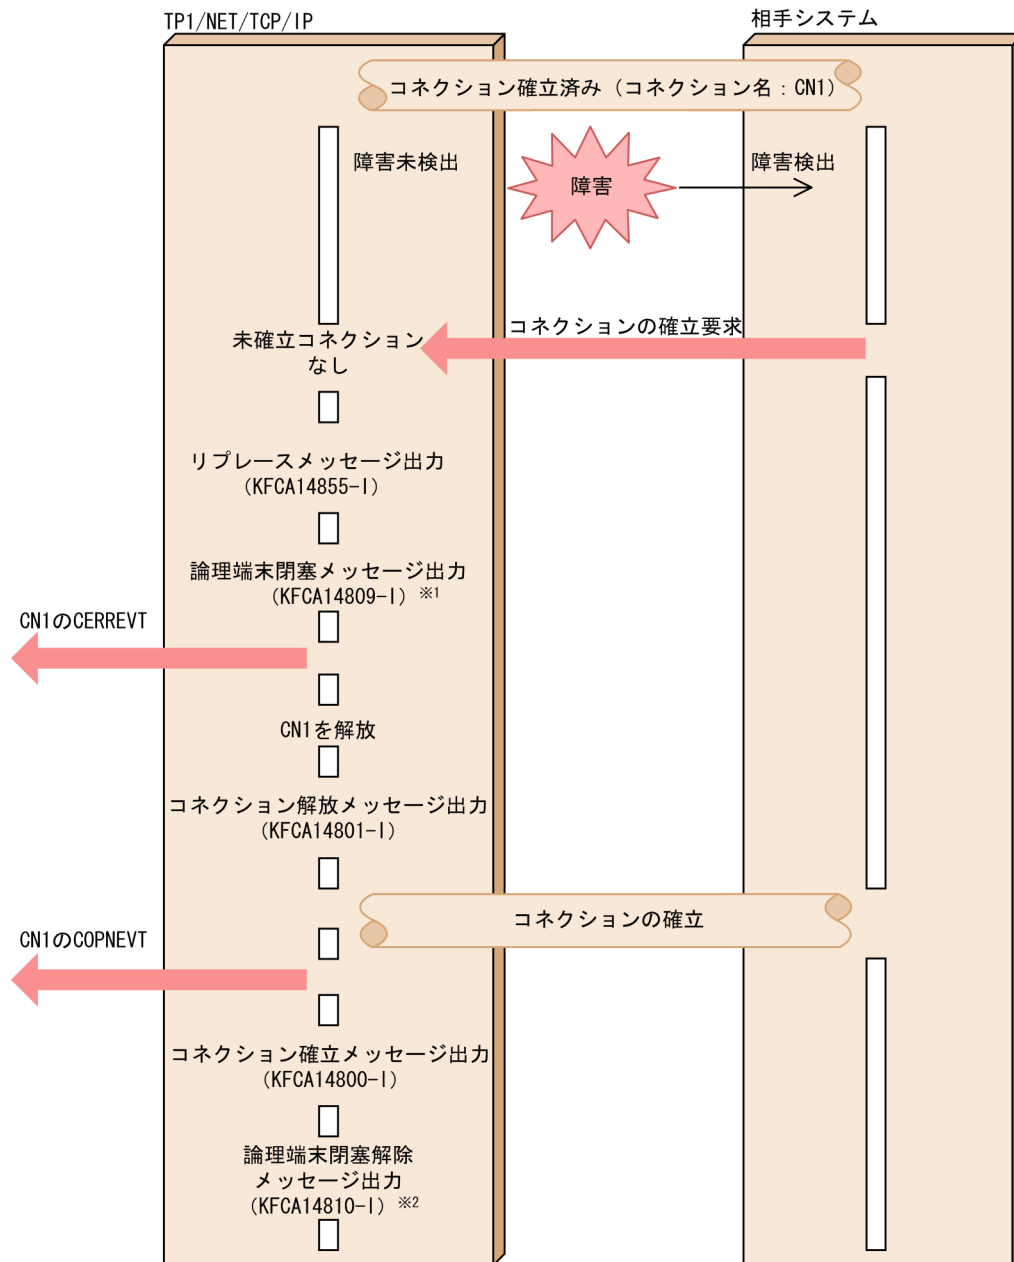 TP1/NET/TCP/IP
相手システム
コネクション確立済み（コネクション名：CN1）
障害未検出
障害
障害検出
コネクションの確立要求
未確立コネクション
なし
リプレースメッセージ出力
（KFCA14855-I）
論理端末閉塞メッセージ出力
（KFCA14809-I）※1
CN1のCERREVT
CN1を解放
コネクション解放メッセージ出力
（KFCA14801-I）
コネクションの確立
CN1のCOPNEVT
コネクション確立メッセージ出力
（KFCA14800-I）
論理端末閉塞解除
メッセージ出力
（KFCA14810-I）※2